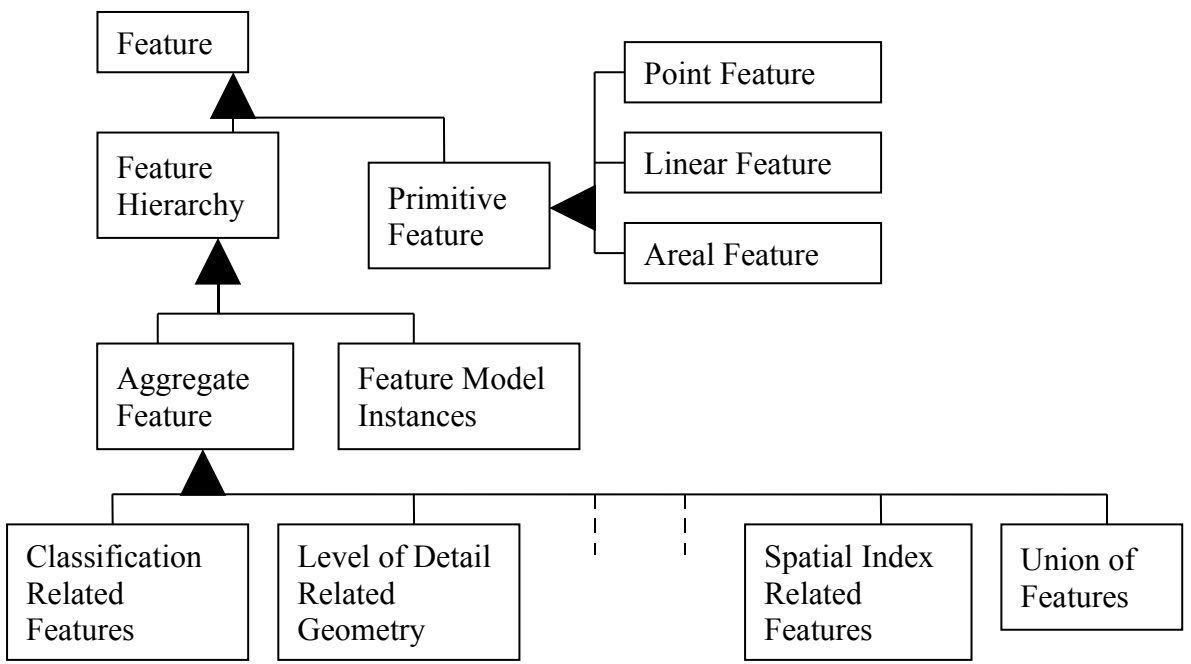 Feature
Point Feature
Feature
Hierarchy
Linear Feature
Primitive
Feature
Areal Feature
Aggregate
Feature
Feature Model
Instances
Classification
Related
Features
Level of Detail
Related
Geometry
Spatial Index
Related
Features
Union of
Features